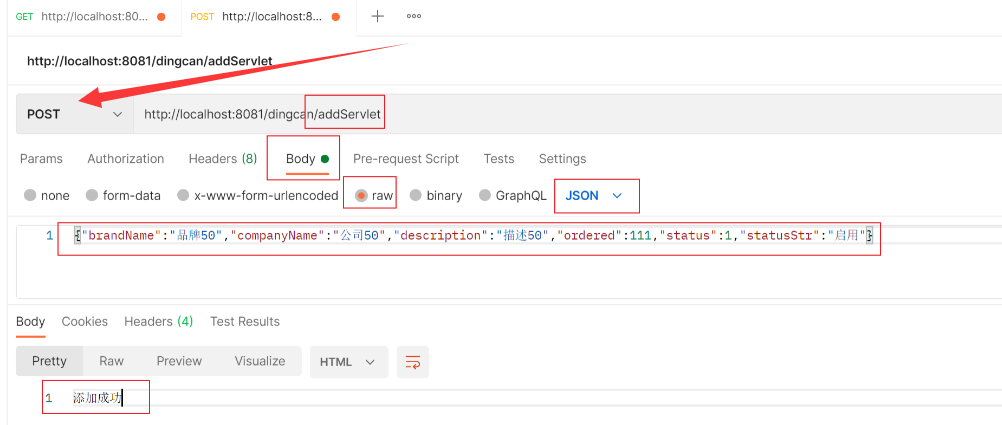 GET http://localhost:80... POST http://localhost:80...
http://localhost:8081/dingcan/addServlet
POST http://localhost:8081/dingcan/addServlet
Params Authorization Headers (8) Body Pre-request Script Tests Settings
none form-data x-www-form-urlencoded raw binary GraphQL JSON
1 {"brandName":"品牌50","companyName":"公司50","description":"描述50","ordered":111,"status":1,"statusStr":"启用"}
Body Cookies Headers (4) Test Results
Pretty Raw Preview Visualize HTML
1 添加成功